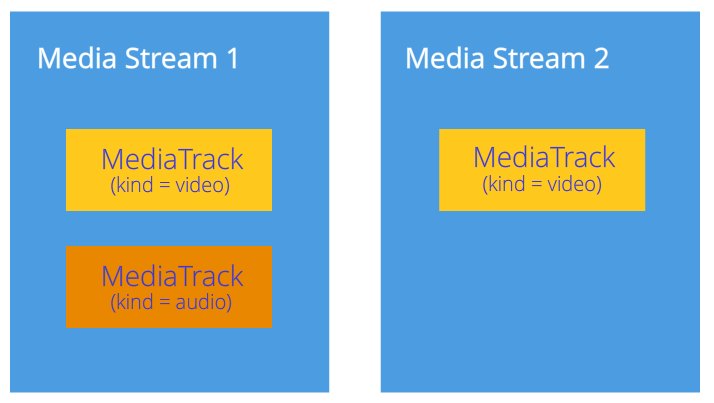 Media Stream 1
MediaTrack
(kind = video)
MediaTrack
(kind = audio)
Media Stream 2
MediaTrack
(kind = video)